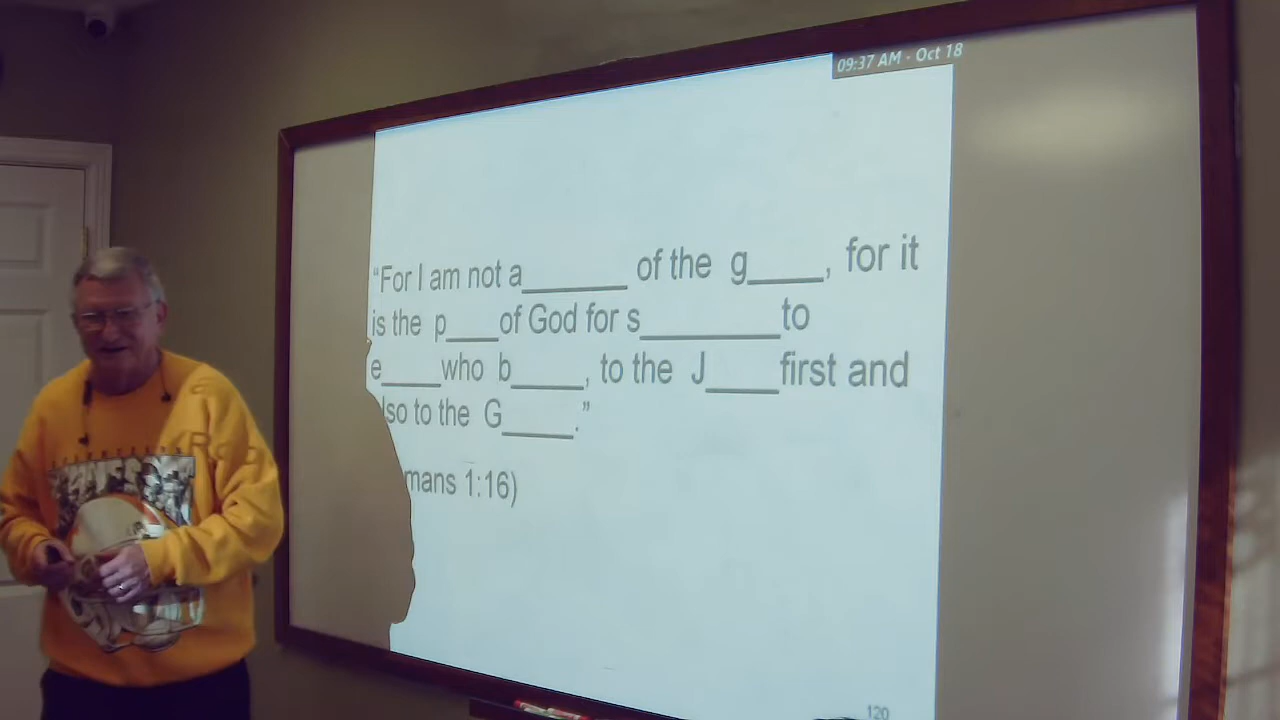 09:37 AM · Oct 18
“For I am not a_______ of the g_____, for it
is the p____of God for s__________to
e____who b_____, to the J_____first and
lso to the G_____.”
mans 1:16)
120